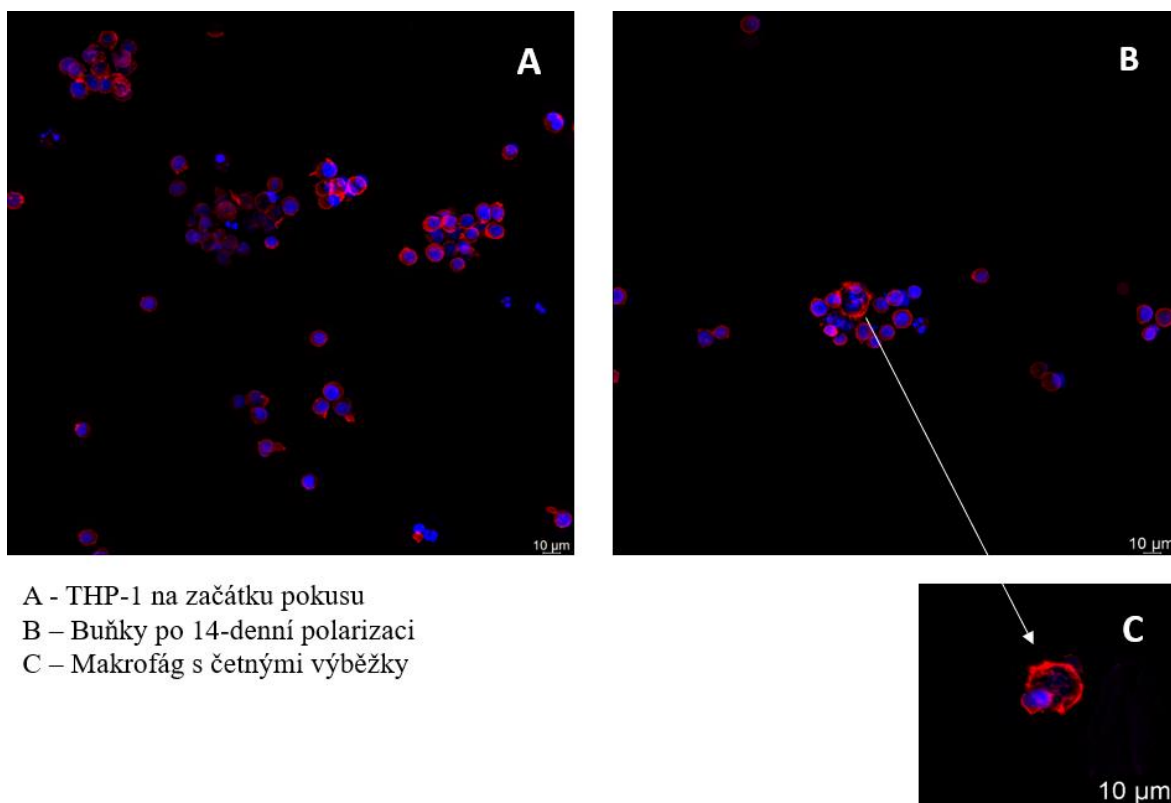 A
B
10 µm
10 µm
A - THP-1 na začátku pokusu
B – Buňky po 14-denní polarizaci
C – Makrofág s četnými výběžky
C
10 µm